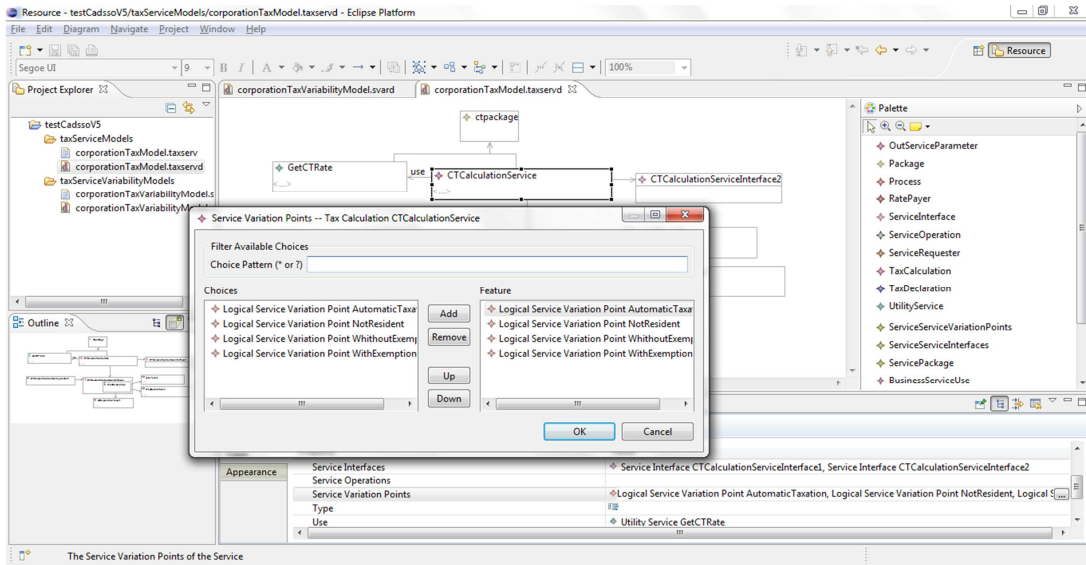 Resource - testCadssoV5/taxServiceModels/corporationTaxModel.taxservd - Eclipse Platform
File Edit Diagram Navigate Project Window Help
Resource
Segoe UI 9 B I A 100%
Project Explorer
testCadssoV5
taxServiceModels
corporationTaxModel.taxserv
corporationTaxModel.taxservd
taxServiceVariabilityModels
corporationTaxVariabilityModel.s
corporationTaxVariabilityM
Outline
corporationTaxVariabilityModel.svard
corporationTaxModel.taxservd
ctpackage
GetCTRate
<...>
use
CTCalculationService
<...>
CTCalculationServiceInterface2
Palette
OutServiceParameter
Package
Process
RatePayer
ServiceInterface
ServiceOperation
ServiceRequester
TaxCalculation
TaxDeclaration
UtilityService
ServiceServiceVariationPoints
ServiceServiceInterfaces
ServicePackage
BusinessServiceUse
Service Variation Points -- Tax Calculation CTCalculationService
Filter Available Choices
Choice Pattern (* or ?)
Choices
Logical Service Variation Point AutomaticTaxa
Logical Service Variation Point NotResident
Logical Service Variation Point WhithoutExemp
Logical Service Variation Point WithExemption
Add
Remove
Up
Down
Feature
Logical Service Variation Point AutomaticTaxa
Logical Service Variation Point NotResident
Logical Service Variation Point WhithoutExemp
Logical Service Variation Point WithExemption
OK
Cancel
Appearance
Service Interfaces Service Interface CTCalculationServiceInterface1, Service Interface CTCalculationServiceInterface2
Service Operations
Service Variation Points Logical Service Variation Point AutomaticTaxation, Logical Service Variation Point NotResident, Logical S ...
Type
Use Utility Service GetCTRate
The Service Variation Points of the Service